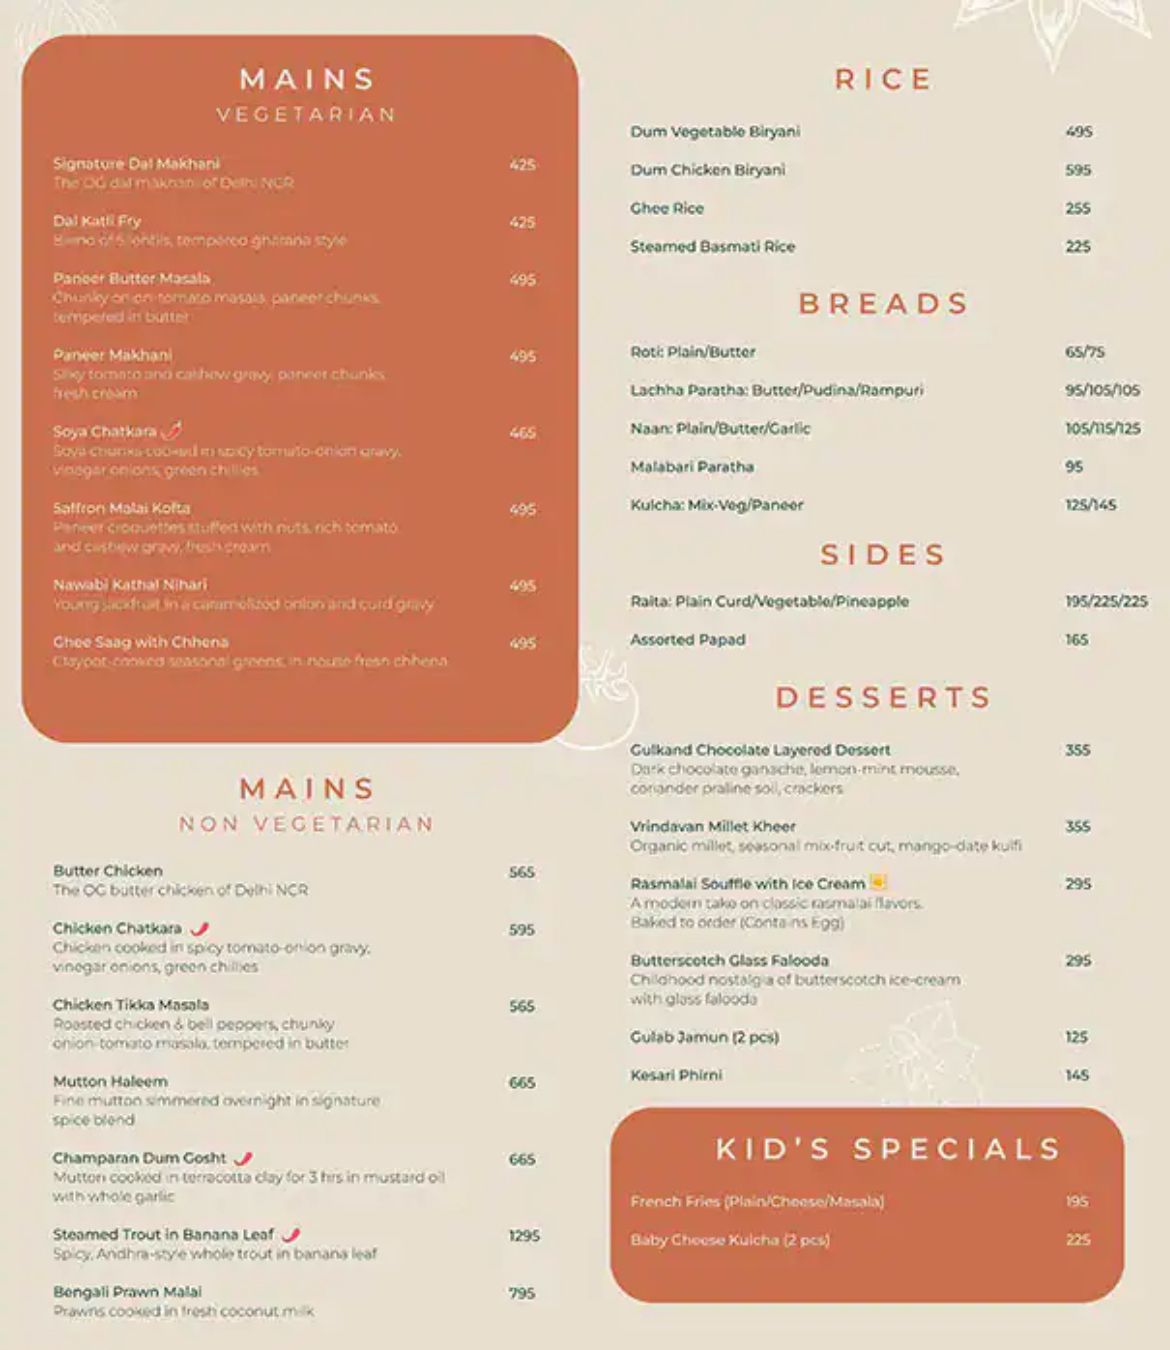 MAINS
VEGETARIAN
Signature Dal Makhani 425
The OG dal makhani of Delhi NCR
Dal Katli Fry 425
Blend of 5 lentils, tempered gharana style
Paneer Butter Masala 495
Chunky onion-tomato masala, paneer chunks,
tempered in butter
Paneer Makhani 495
Silky tomato and cashew gravy, paneer chunks,
fresh cream
Soya Chatkara 465
Soya chunks cooked in spicy tomato-onion gravy,
vinegar onions, green chillies
Saffron Malai Kofta 495
Paneer croquettes stuffed with nuts, rich tomato
and cashew gravy, fresh cream
Nawabi Kathal Nihari 495
Young jackfruit in a caramelized onion and curd gravy
Ghee Saag with Chhena 495
Claypot-cooked seasonal greens, in-house fresh chhena
MAINS
NON VEGETARIAN
Butter Chicken 565
The OG butter chicken of Delhi NCR
Chicken Chatkara 595
Chicken cooked in spicy tomato-onion gravy,
vinegar onions, green chillies
Chicken Tikka Masala 565
Roasted chicken & bell peppers, chunky
onion-tomato masala, tempered in butter
Mutton Haleem 665
Fine mutton simmered overnight in signature
spice blend
Champaran Dum Gosht 665
Mutton cooked in terracotta clay for 3 hrs in mustard oil
with whole garlic
Steamed Trout in Banana Leaf 1295
Spicy, Andhra-style whole trout in banana leaf
Bengali Prawn Malai 795
Prawns cooked in fresh coconut milk
RICE
Dum Vegetable Biryani 495
Dum Chicken Biryani 595
Ghee Rice 255
Steamed Basmati Rice 225
BREADS
Roti: Plain/Butter 65/75
Lachha Paratha: Butter/Pudina/Rampuri 95/105/105
Naan: Plain/Butter/Garlic 105/115/125
Malabari Paratha 95
Kulcha: Mix-Veg/Paneer 125/145
SIDES
Raita: Plain Curd/Vegetable/Pineapple 195/225/225
Assorted Papad 165
DESSERTS
Gulkand Chocolate Layered Dessert 355
Dark chocolate ganache, lemon-mint mousse,
coriander praline soil, crackers
Vrindavan Millet Kheer 355
Organic millet, seasonal mix-fruit cut, mango-date kulfi
Rasmalai Souffle with Ice Cream 295
A modern take on classic rasmalai flavors.
Baked to order (Contains Egg)
Butterscotch Glass Falooda 295
Childhood nostalgia of butterscotch ice-cream
with glass falooda
Gulab Jamun (2 pcs) 125
Kesari Phirni 145
KID'S SPECIALS
French Fries (Plain/Cheese/Masala) 195
Baby Cheese Kulcha (2 pcs) 225